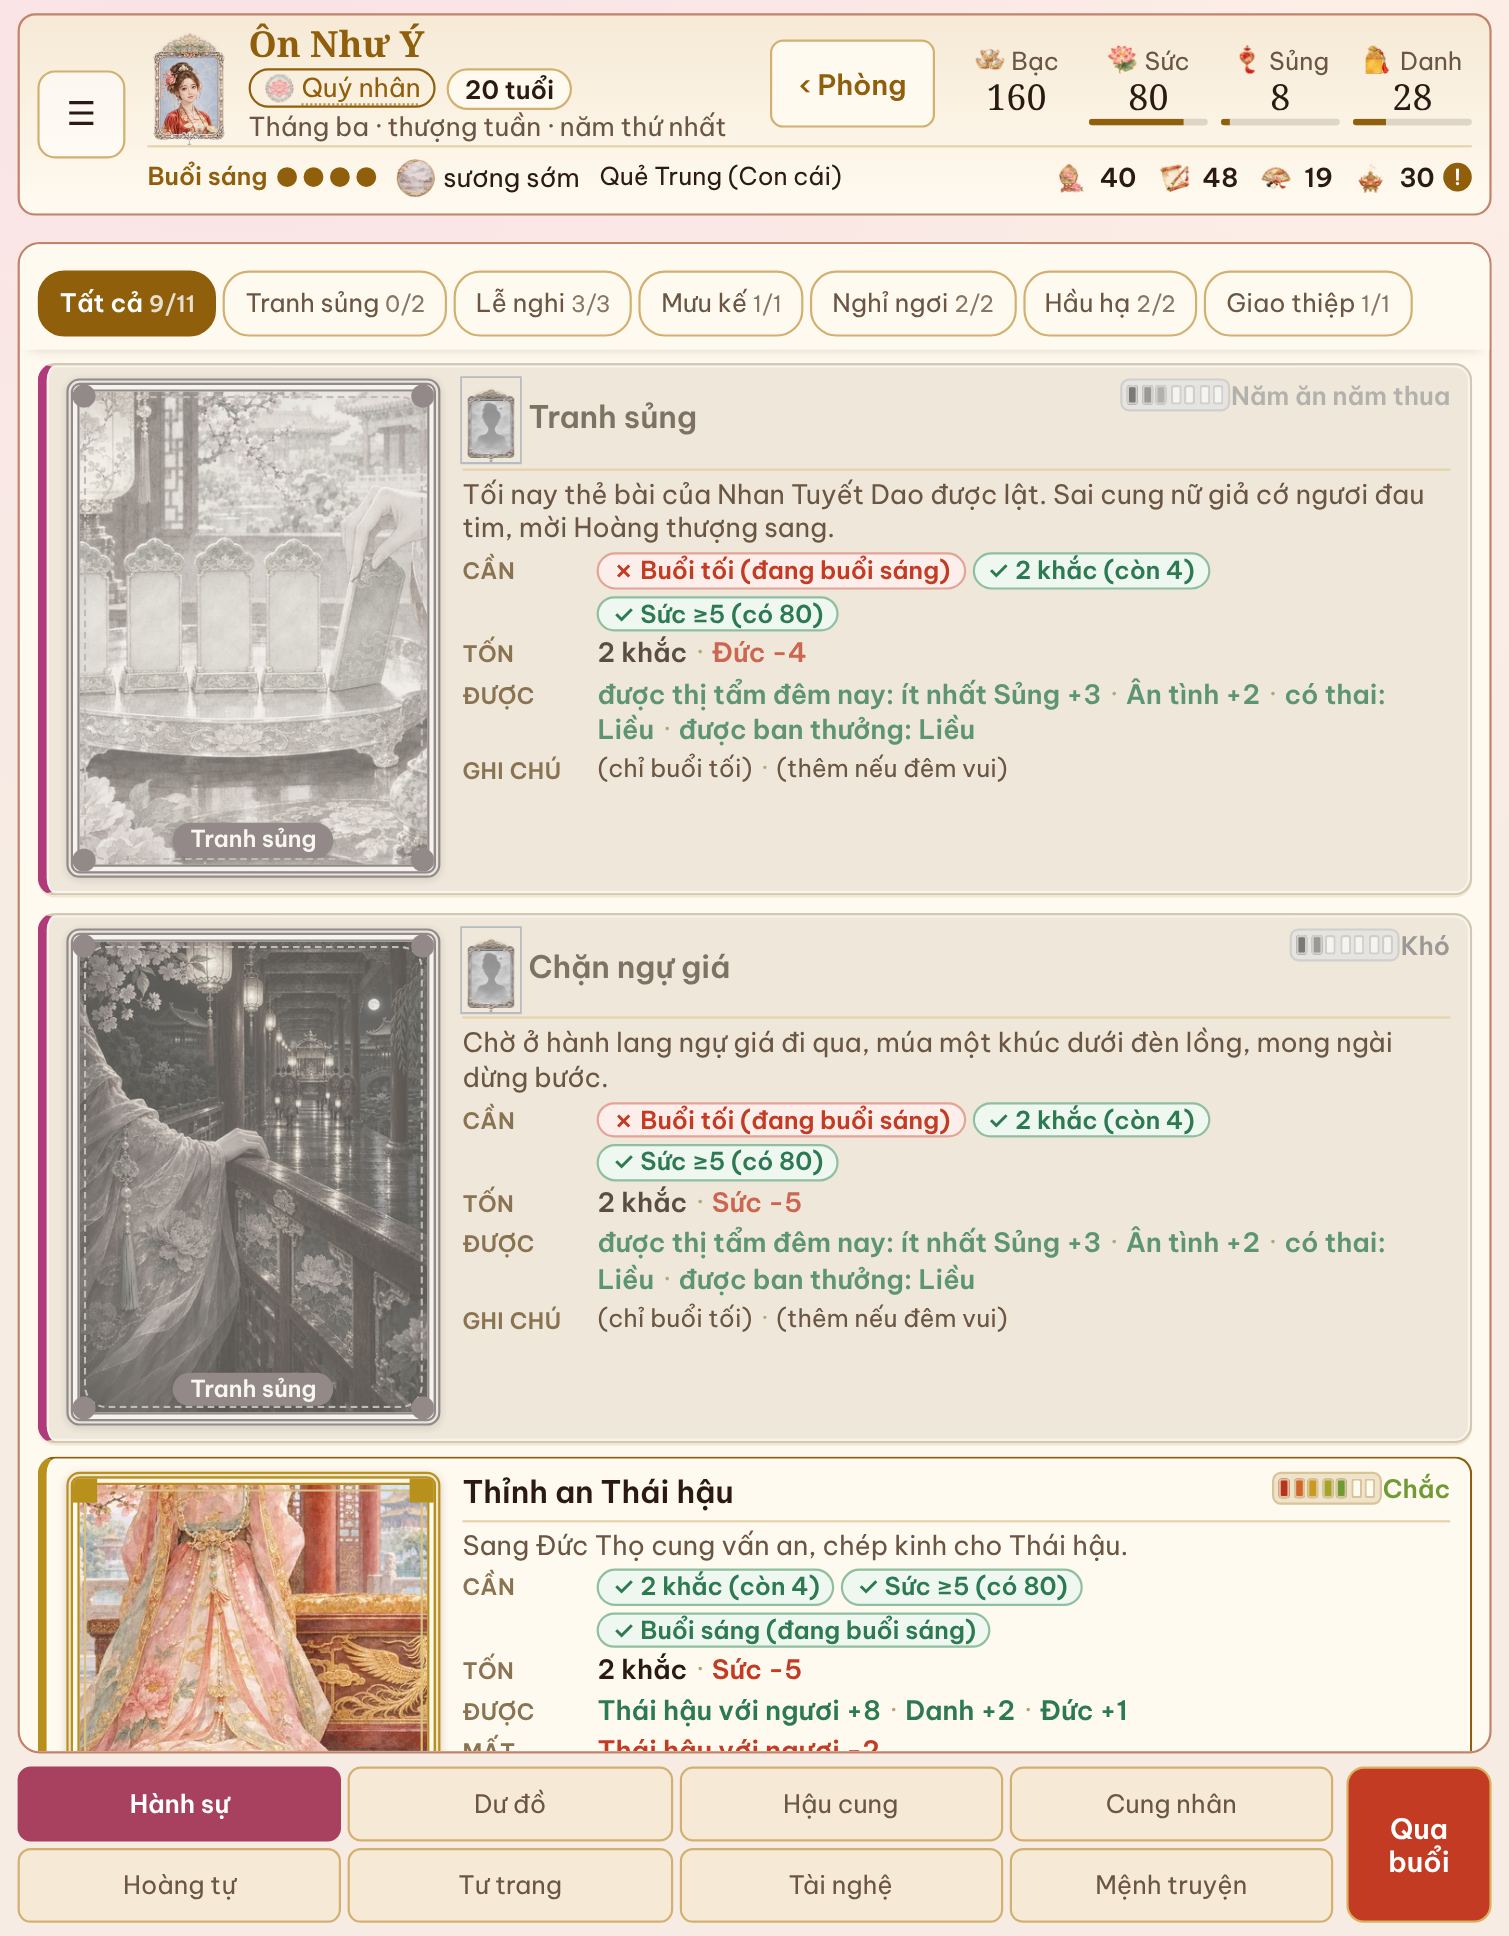 Ôn Như Ý
Quý nhân
20 tuổi
Tháng ba · thượng tuần · năm thứ nhất
‹ Phòng
Bạc
160
Sức
80
Sủng
8
Danh
28
Buổi sáng
sương sớm
Quẻ Trung (Con cái)
40
48
19
30
!
Tất cả 9/11
Tranh sủng 0/2
Lễ nghi 3/3
Mưu kế 1/1
Nghỉ ngơi 2/2
Hầu hạ 2/2
Giao thiệp 1/1
Tranh sủng
Tranh sủng
Năm ăn năm thua
Tối nay thẻ bài của Nhan Tuyết Dao được lật. Sai cung nữ giả cớ ngươi đau
tim, mời Hoàng thượng sang.
CẦN
× Buổi tối (đang buổi sáng)
✓ 2 khắc (còn 4)
✓ Sức ≥5 (có 80)
TỐN
2 khắc · Đức -4
ĐƯỢC
được thị tẩm đêm nay: ít nhất Sủng +3 · Ân tình +2 · có thai:
Liều · được ban thưởng: Liều
GHI CHÚ
(chỉ buổi tối) · (thêm nếu đêm vui)
Tranh sủng
Chặn ngự giá
Khó
Chờ ở hành lang ngự giá đi qua, múa một khúc dưới đèn lồng, mong ngài
dừng bước.
CẦN
× Buổi tối (đang buổi sáng)
✓ 2 khắc (còn 4)
✓ Sức ≥5 (có 80)
TỐN
2 khắc · Sức -5
ĐƯỢC
được thị tẩm đêm nay: ít nhất Sủng +3 · Ân tình +2 · có thai:
Liều · được ban thưởng: Liều
GHI CHÚ
(chỉ buổi tối) · (thêm nếu đêm vui)
Thỉnh an Thái hậu
Chắc
Sang Đức Thọ cung vấn an, chép kinh cho Thái hậu.
CẦN
✓ 2 khắc (còn 4)
✓ Sức ≥5 (có 80)
✓ Buổi sáng (đang buổi sáng)
TỐN
2 khắc · Sức -5
ĐƯỢC
Thái hậu với ngươi +8 · Danh +2 · Đức +1
MẤT
Thái hậu với ngươi -2
Hành sự
Dư đồ
Hậu cung
Cung nhân
Hoàng tự
Tư trang
Tài nghệ
Mệnh truyện
Qua
buổi